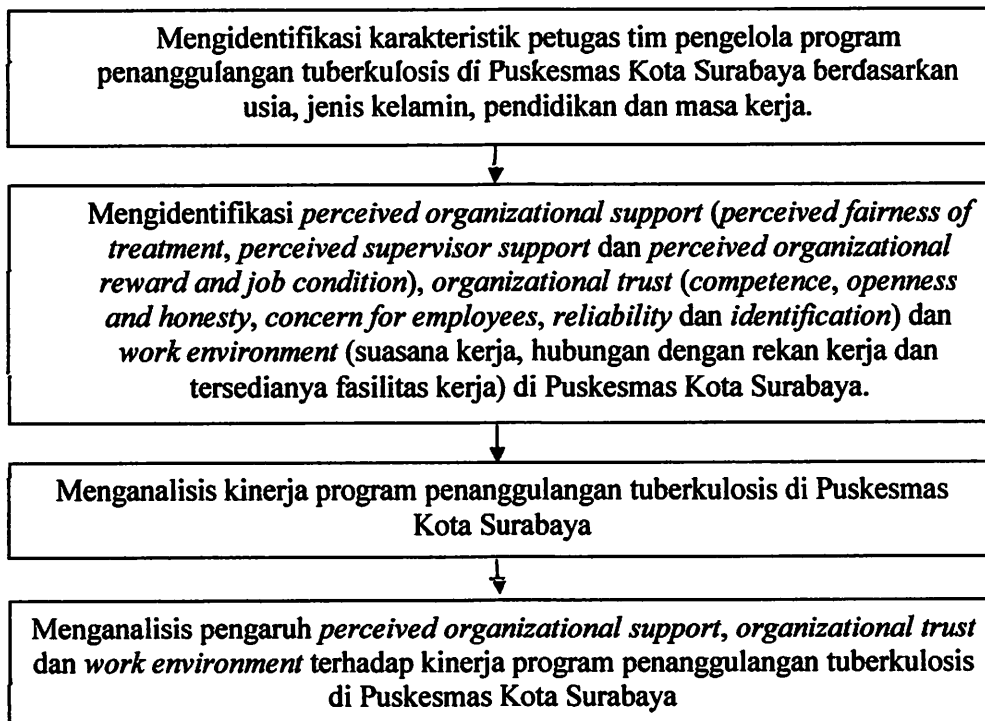 Mengidentifikasi karakteristik petugas tim pengelola program
penanggulangan tuberkulosis di Puskesmas Kota Surabaya berdasarkan
usia, jenis kelamin, pendidikan dan masa kerja.
Mengidentifikasi perceived organizational support (perceived fairness of
treatment, perceived supervisor support dan perceived organizational
reward and job condition), organizational trust (competence, openness
and honesty, concern for employees, reliability dan identification) dan
work environment (suasana kerja, hubungan dengan rekan kerja dan
tersedianya fasilitas kerja) di Puskesmas Kota Surabaya.
Menganalisis kinerja program penanggulangan tuberkulosis di Puskesmas
Kota Surabaya
Menganalisis pengaruh perceived organizational support, organizational trust
dan work environment terhadap kinerja program penanggulangan tuberkulosis
di Puskesmas Kota Surabaya